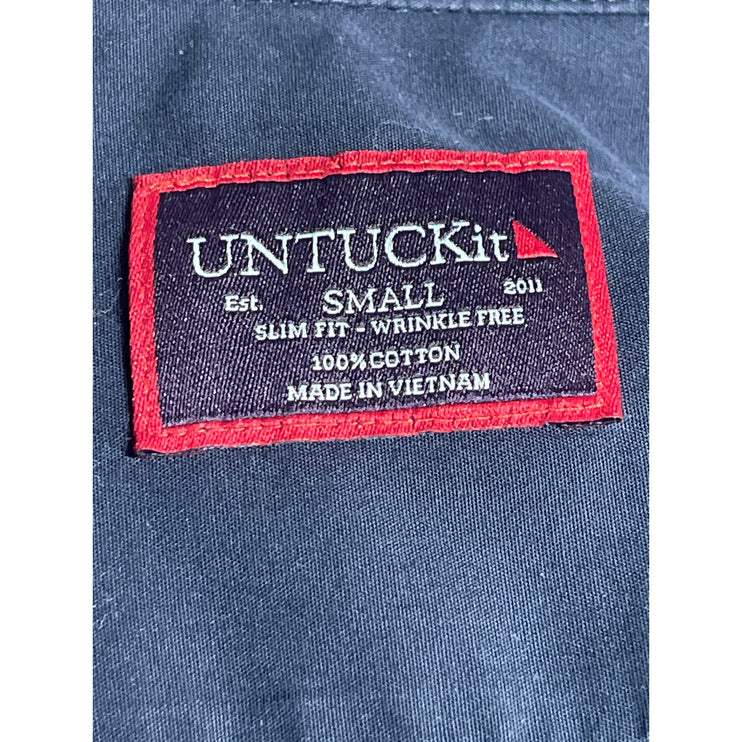 UNTUCKit
Est. SMALL 2011
SLIM FIT - WRINKLE FREE
100% COTTON
MADE IN VIETNAM